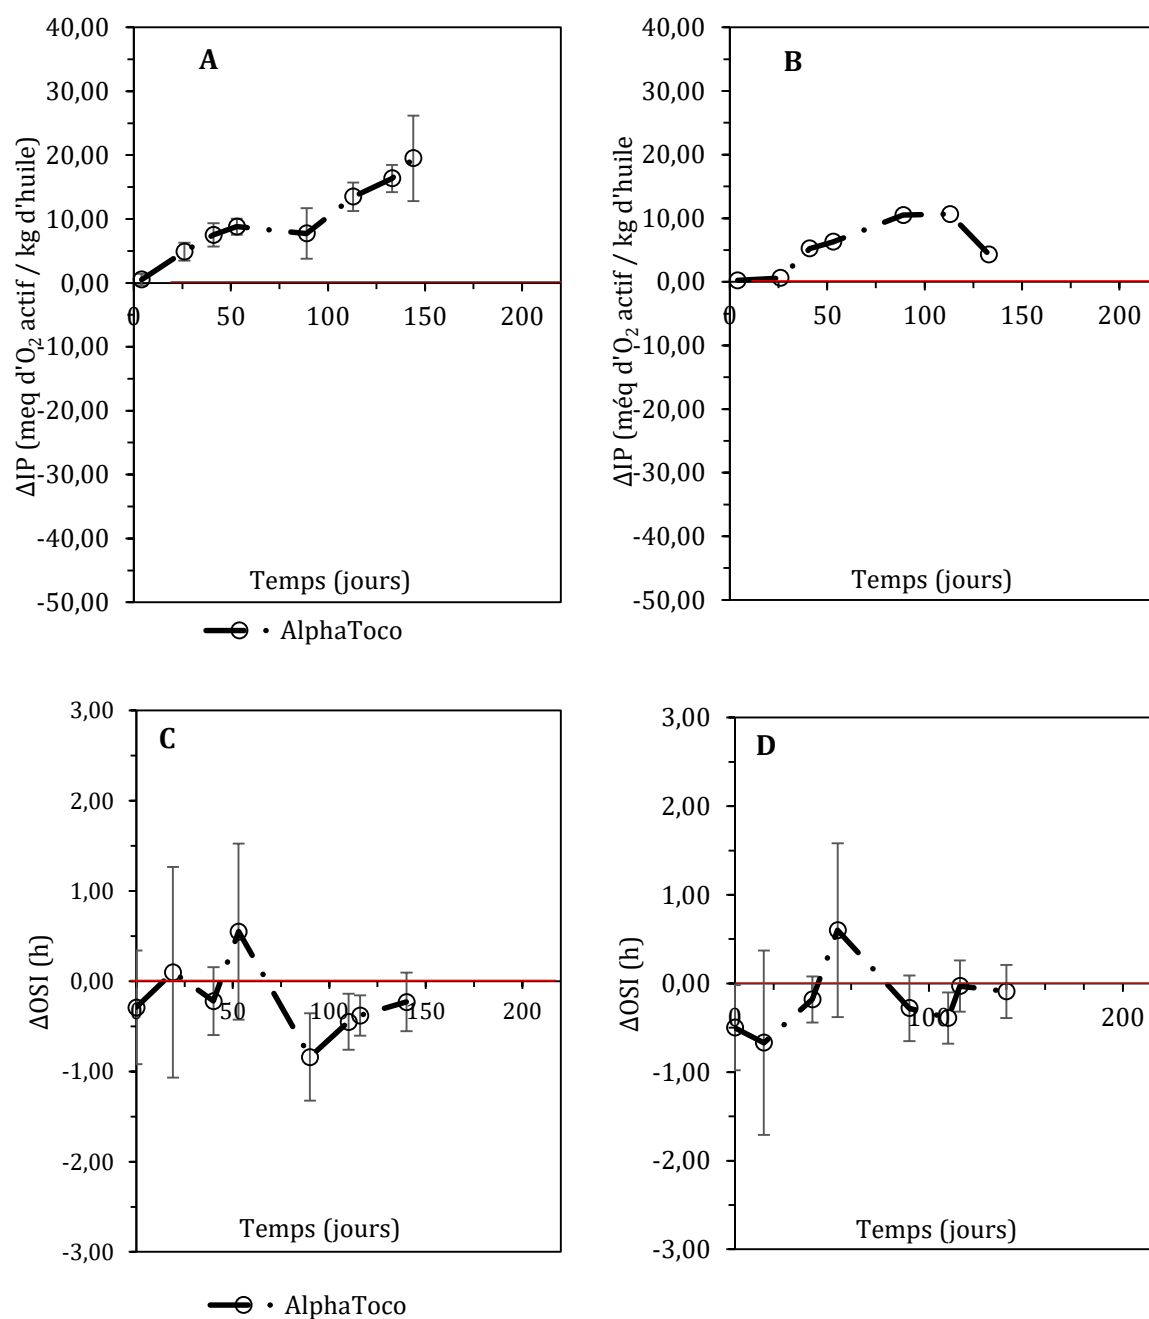 A
40,00
30,00
20,00
10,00
0,00
-10,00
-20,00
-30,00
-40,00
-50,00
0 50 100 150 200
ΔIP (meq d'O2 actif / kg d'huile)
Temps (jours)
AlphaToco
B
40,00
30,00
20,00
10,00
0,00
-10,00
-20,00
-30,00
-40,00
-50,00
0 50 100 150 200
ΔIP (méq d'O2 actif / kg d'huile
Temps (jours)
C
3,00
2,00
1,00
0,00
-1,00
-2,00
-3,00
50 100 150 200
ΔOSI (h)
Temps (jours)
AlphaToco
D
3,00
2,00
1,00
0,00
-1,00
-2,00
-3,00
0 100 200
ΔOSI (h)
Temps (jours)